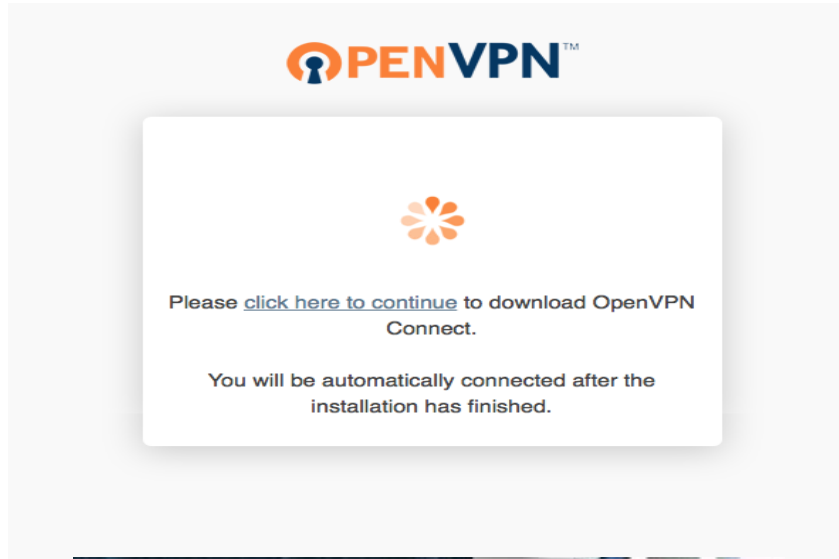 OPENVPN™
Please click here to continue to download OpenVPN
Connect.
You will be automatically connected after the
installation has finished.